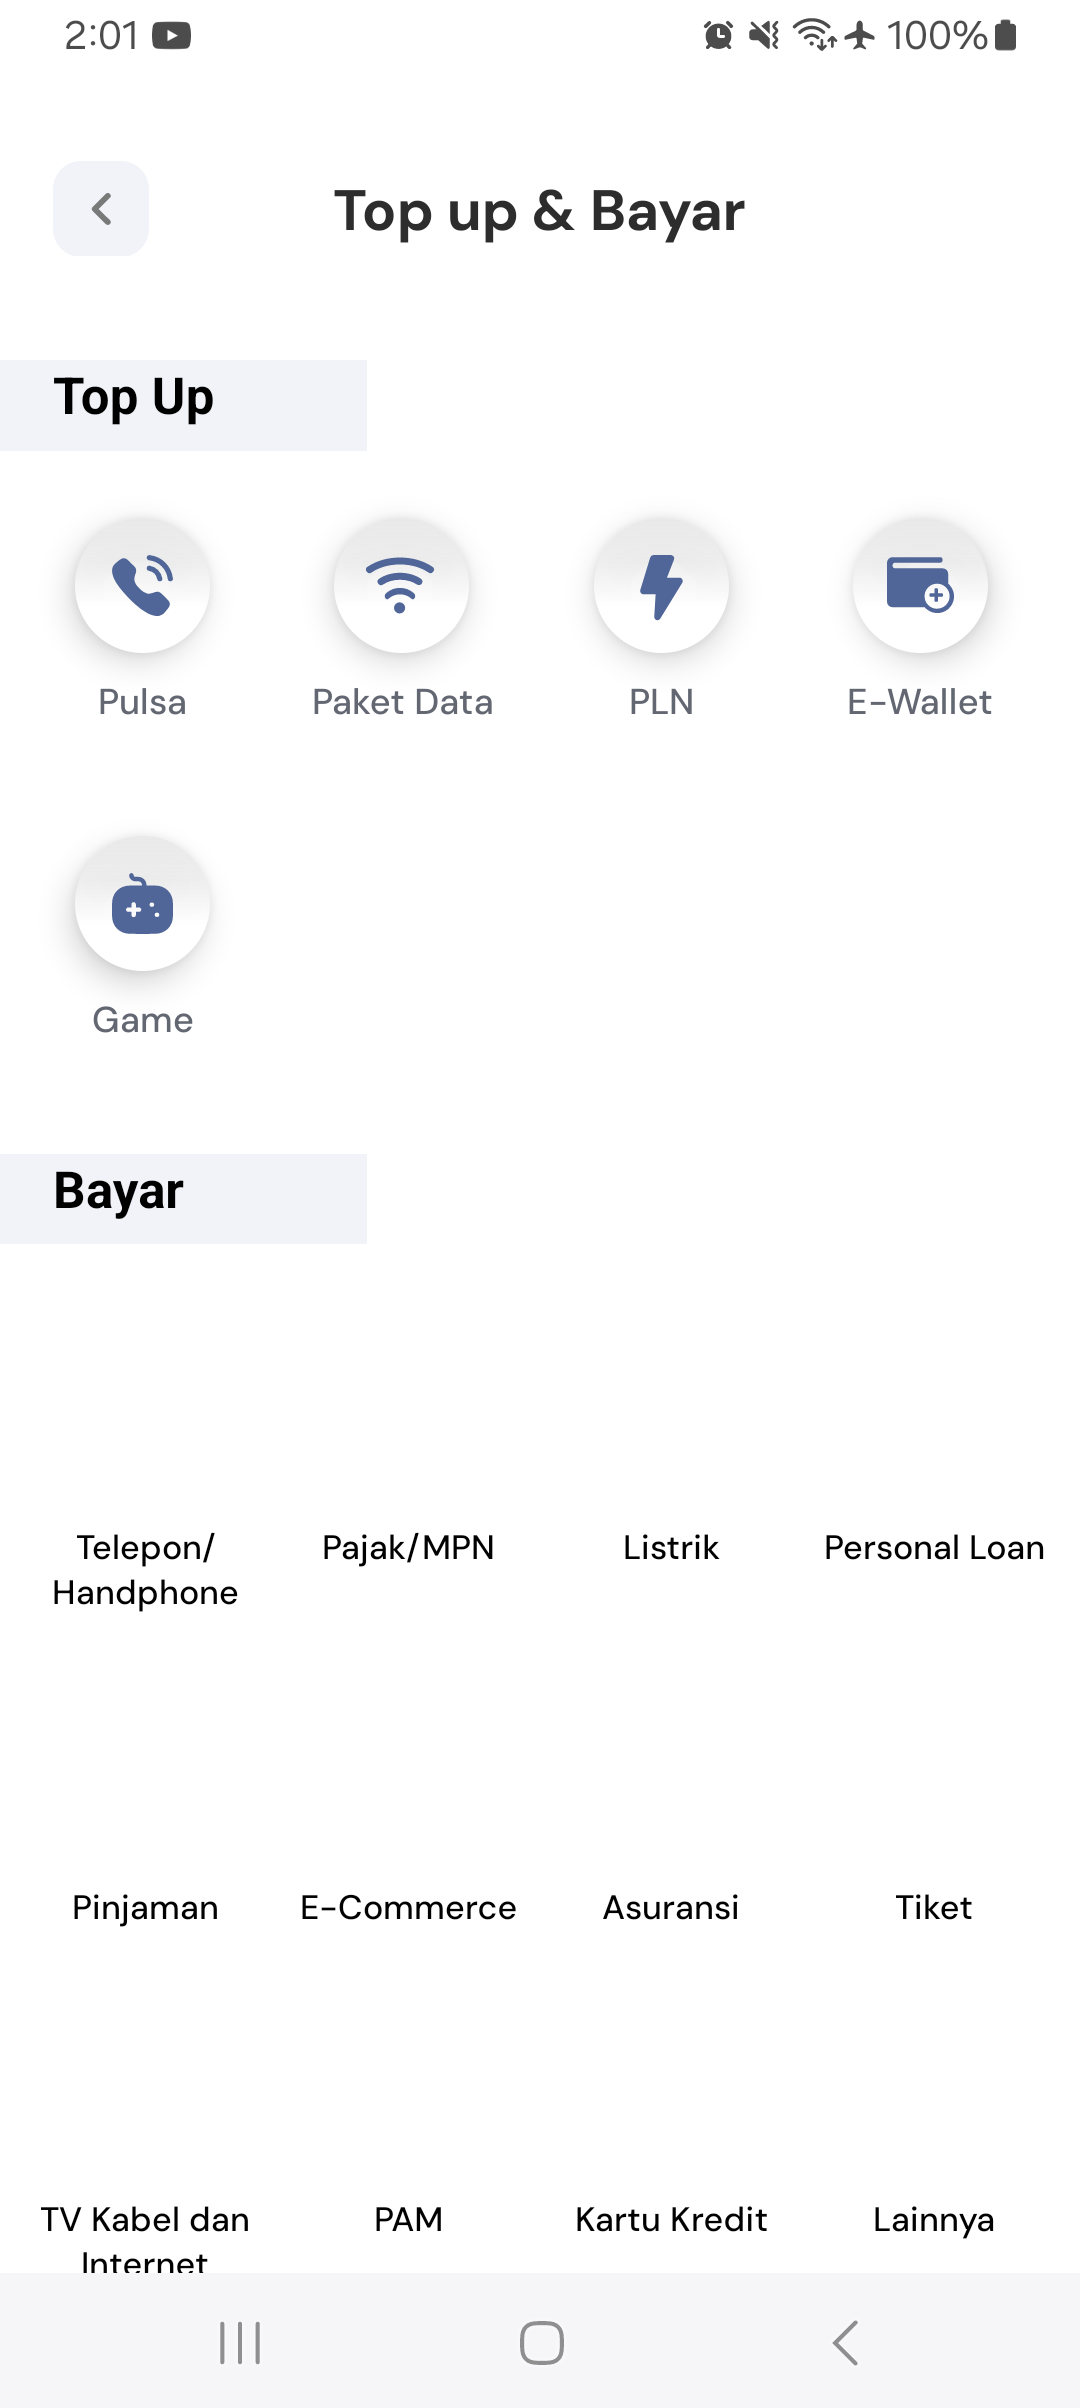 2:01
100%
Top up & Bayar
Top Up
Pulsa
Paket Data
PLN
E-Wallet
Game
Bayar
Telepon/
Handphone
Pajak/MPN
Listrik
Personal Loan
Pinjaman
E-Commerce
Asuransi
Tiket
TV Kabel dan
Internet
PAM
Kartu Kredit
Lainnya